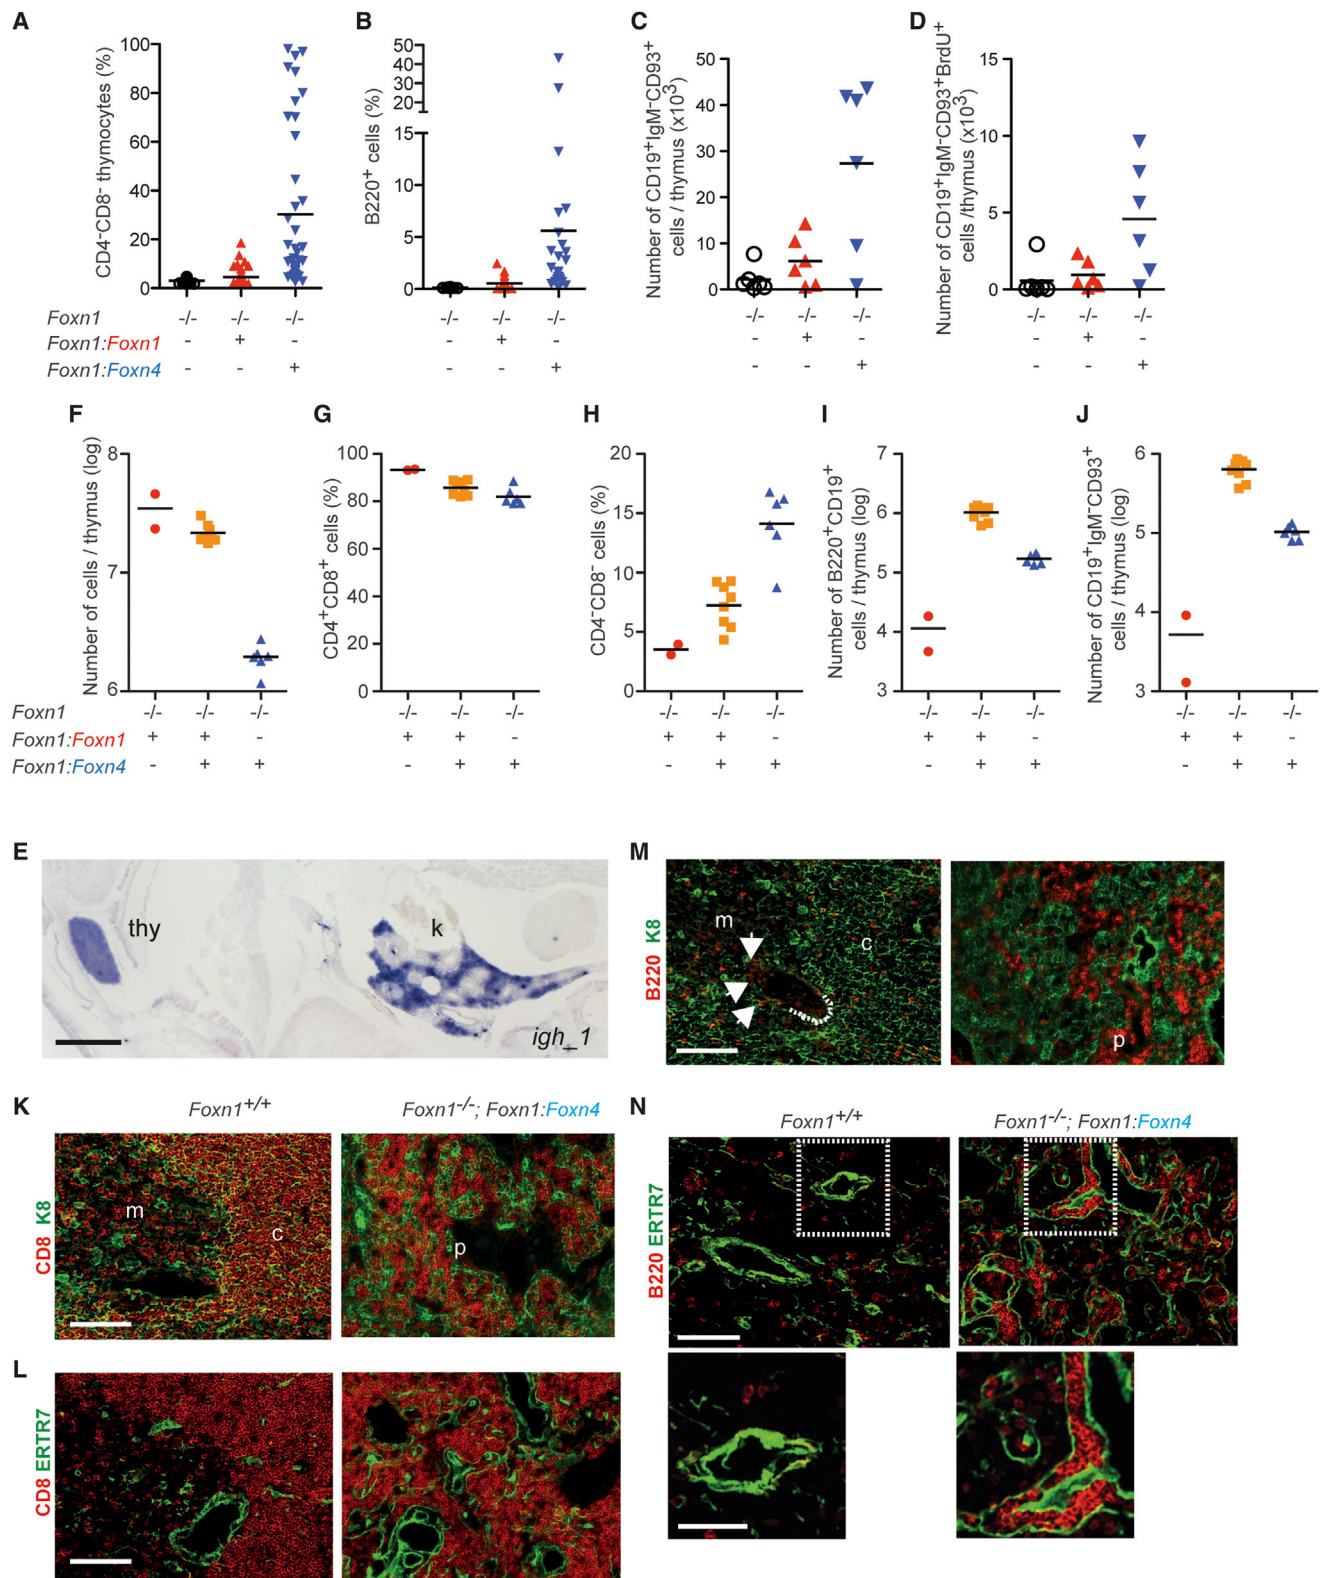 A
CD4-CD8- thymocytes (%)
100
80
60
40
20
0
B
B220+ cells (%)
50
40
30
20
15
10
5
0
C
Number of CD19+IgM-CD93+
cells / thymus (x10³)
50
40
30
20
10
0
D
Number of CD19+IgM-CD93+BrdU+
cells /thymus (x10³)
15
10
5
0
Foxn1 -/- -/- -/- -/- -/- -/- -/- -/- -/- -/- -/- -/-
Foxn1:Foxn1 - + - - + - - + - - + -
Foxn1:Foxn4 - - + - - + - - + - - +
F
Number of cells / thymus (log)
8
7
6
G
CD4+CD8+ cells (%)
100
80
60
40
20
0
H
CD4-CD8- cells (%)
20
15
10
5
0
I
Number of B220+CD19+
cells / thymus (log)
7
6
5
4
3
J
Number of CD19+IgM-CD93+
cells / thymus (log)
6
5
4
3
Foxn1 -/- -/- -/- -/- -/- -/- -/- -/- -/- -/- -/- -/- -/- -/- -/-
Foxn1:Foxn1 + + - + + - + + - + + - + + -
Foxn1:Foxn4 - + + - + + - + + - + + - + +
E
thy
k
igh_1
M
B220 K8
m
c
p
K
Foxn1+/+
Foxn1-/-; Foxn1:Foxn4
CD8 K8
m
c
p
L
CD8 ERTR7
N
Foxn1+/+
Foxn1-/-; Foxn1:Foxn4
B220 ERTR7